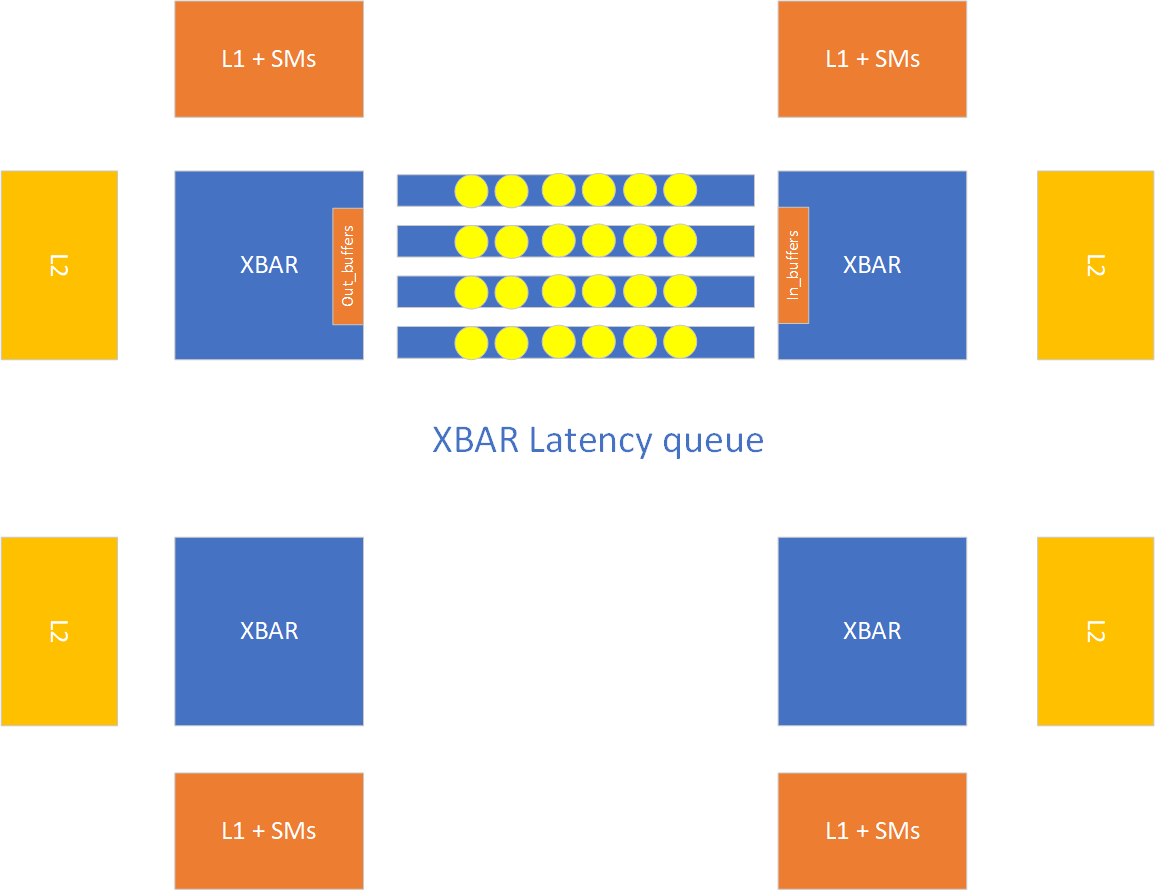 L1 + SMs
L1 + SMs
L2
XBAR
Out_buffers
In_buffers
XBAR
L2
XBAR Latency queue
L2
XBAR
XBAR
L2
L1 + SMs
L1 + SMs